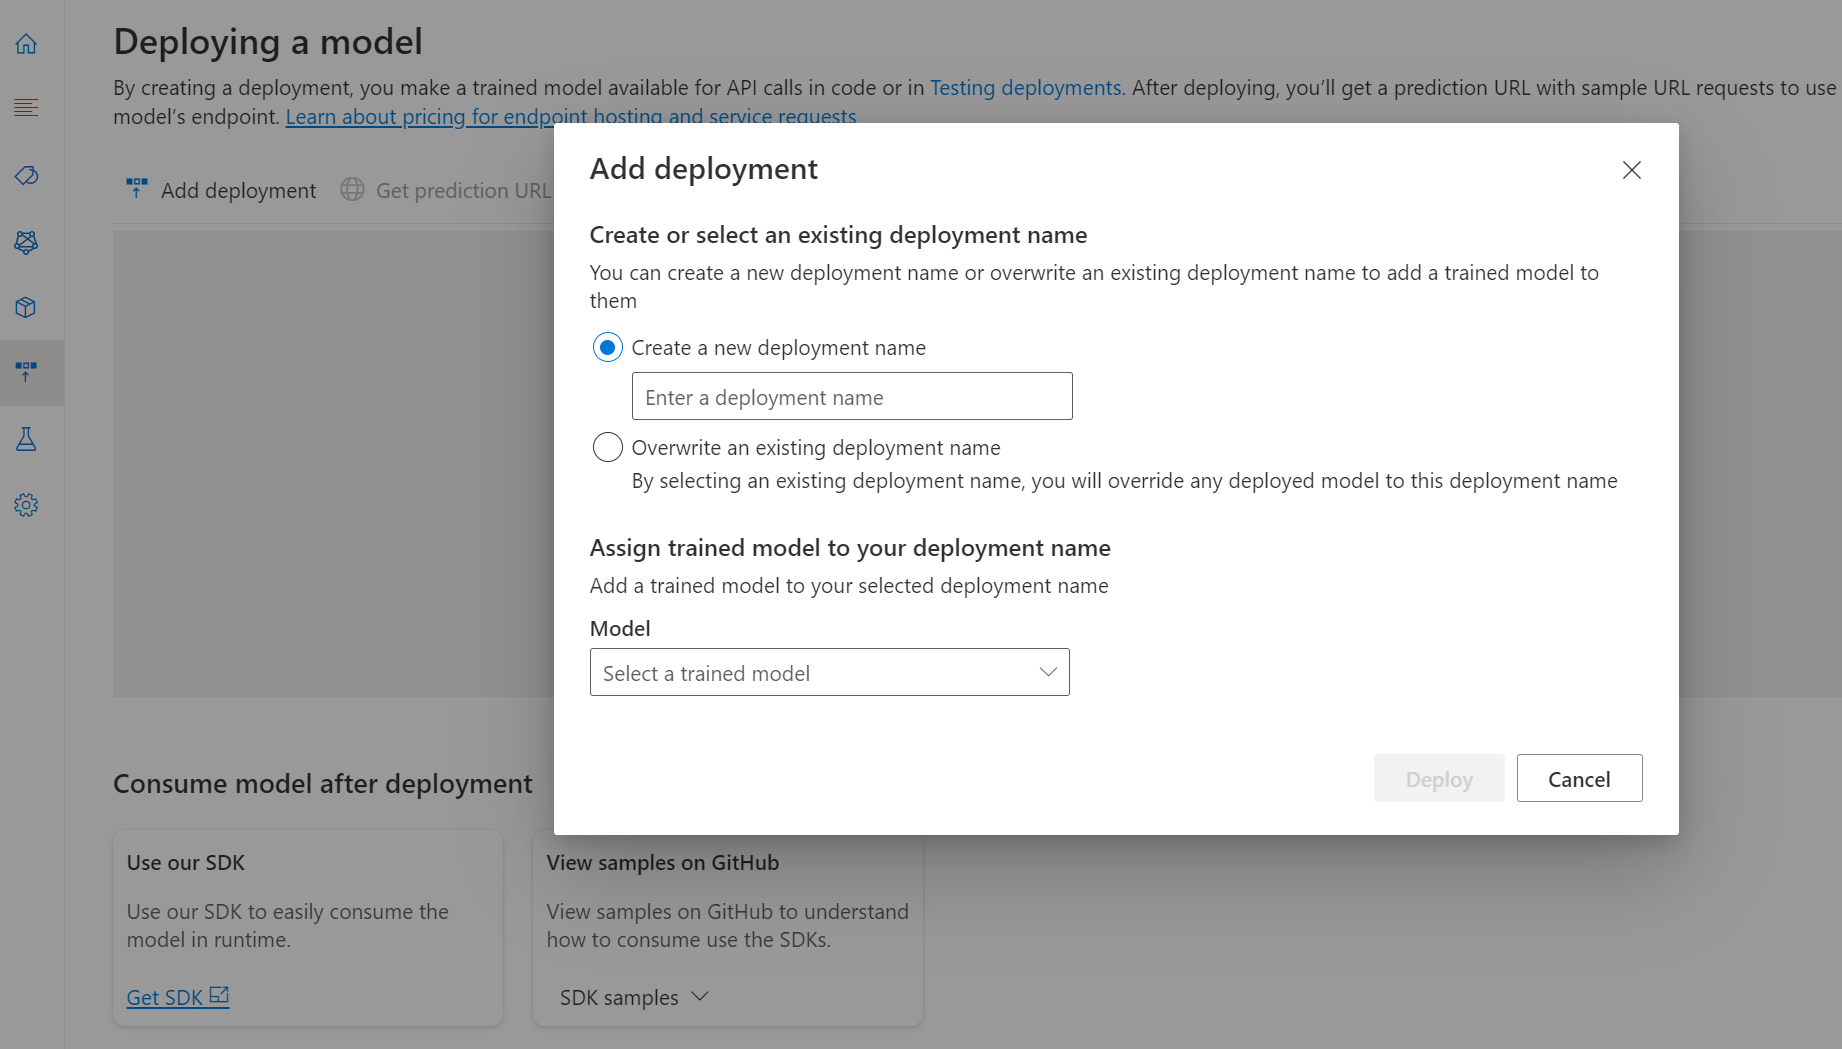 Deploying a model
By creating a deployment, you make a trained model available for API calls in code or in Testing deployments. After deploying, you'll get a prediction URL with sample URL requests to use
model's endpoint. Learn about pricing for endpoint hosting and service requests
Add deployment
Get prediction URL
Add deployment
Create or select an existing deployment name
You can create a new deployment name or overwrite an existing deployment name to add a trained model to
them
Create a new deployment name
Enter a deployment name
Overwrite an existing deployment name
By selecting an existing deployment name, you will override any deployed model to this deployment name
Assign trained model to your deployment name
Add a trained model to your selected deployment name
Model
Select a trained model
Deploy
Cancel
Consume model after deployment
Use our SDK
Use our SDK to easily consume the
model in runtime.
Get SDK
View samples on GitHub
View samples on GitHub to understand
how to consume use the SDKs.
SDK samples